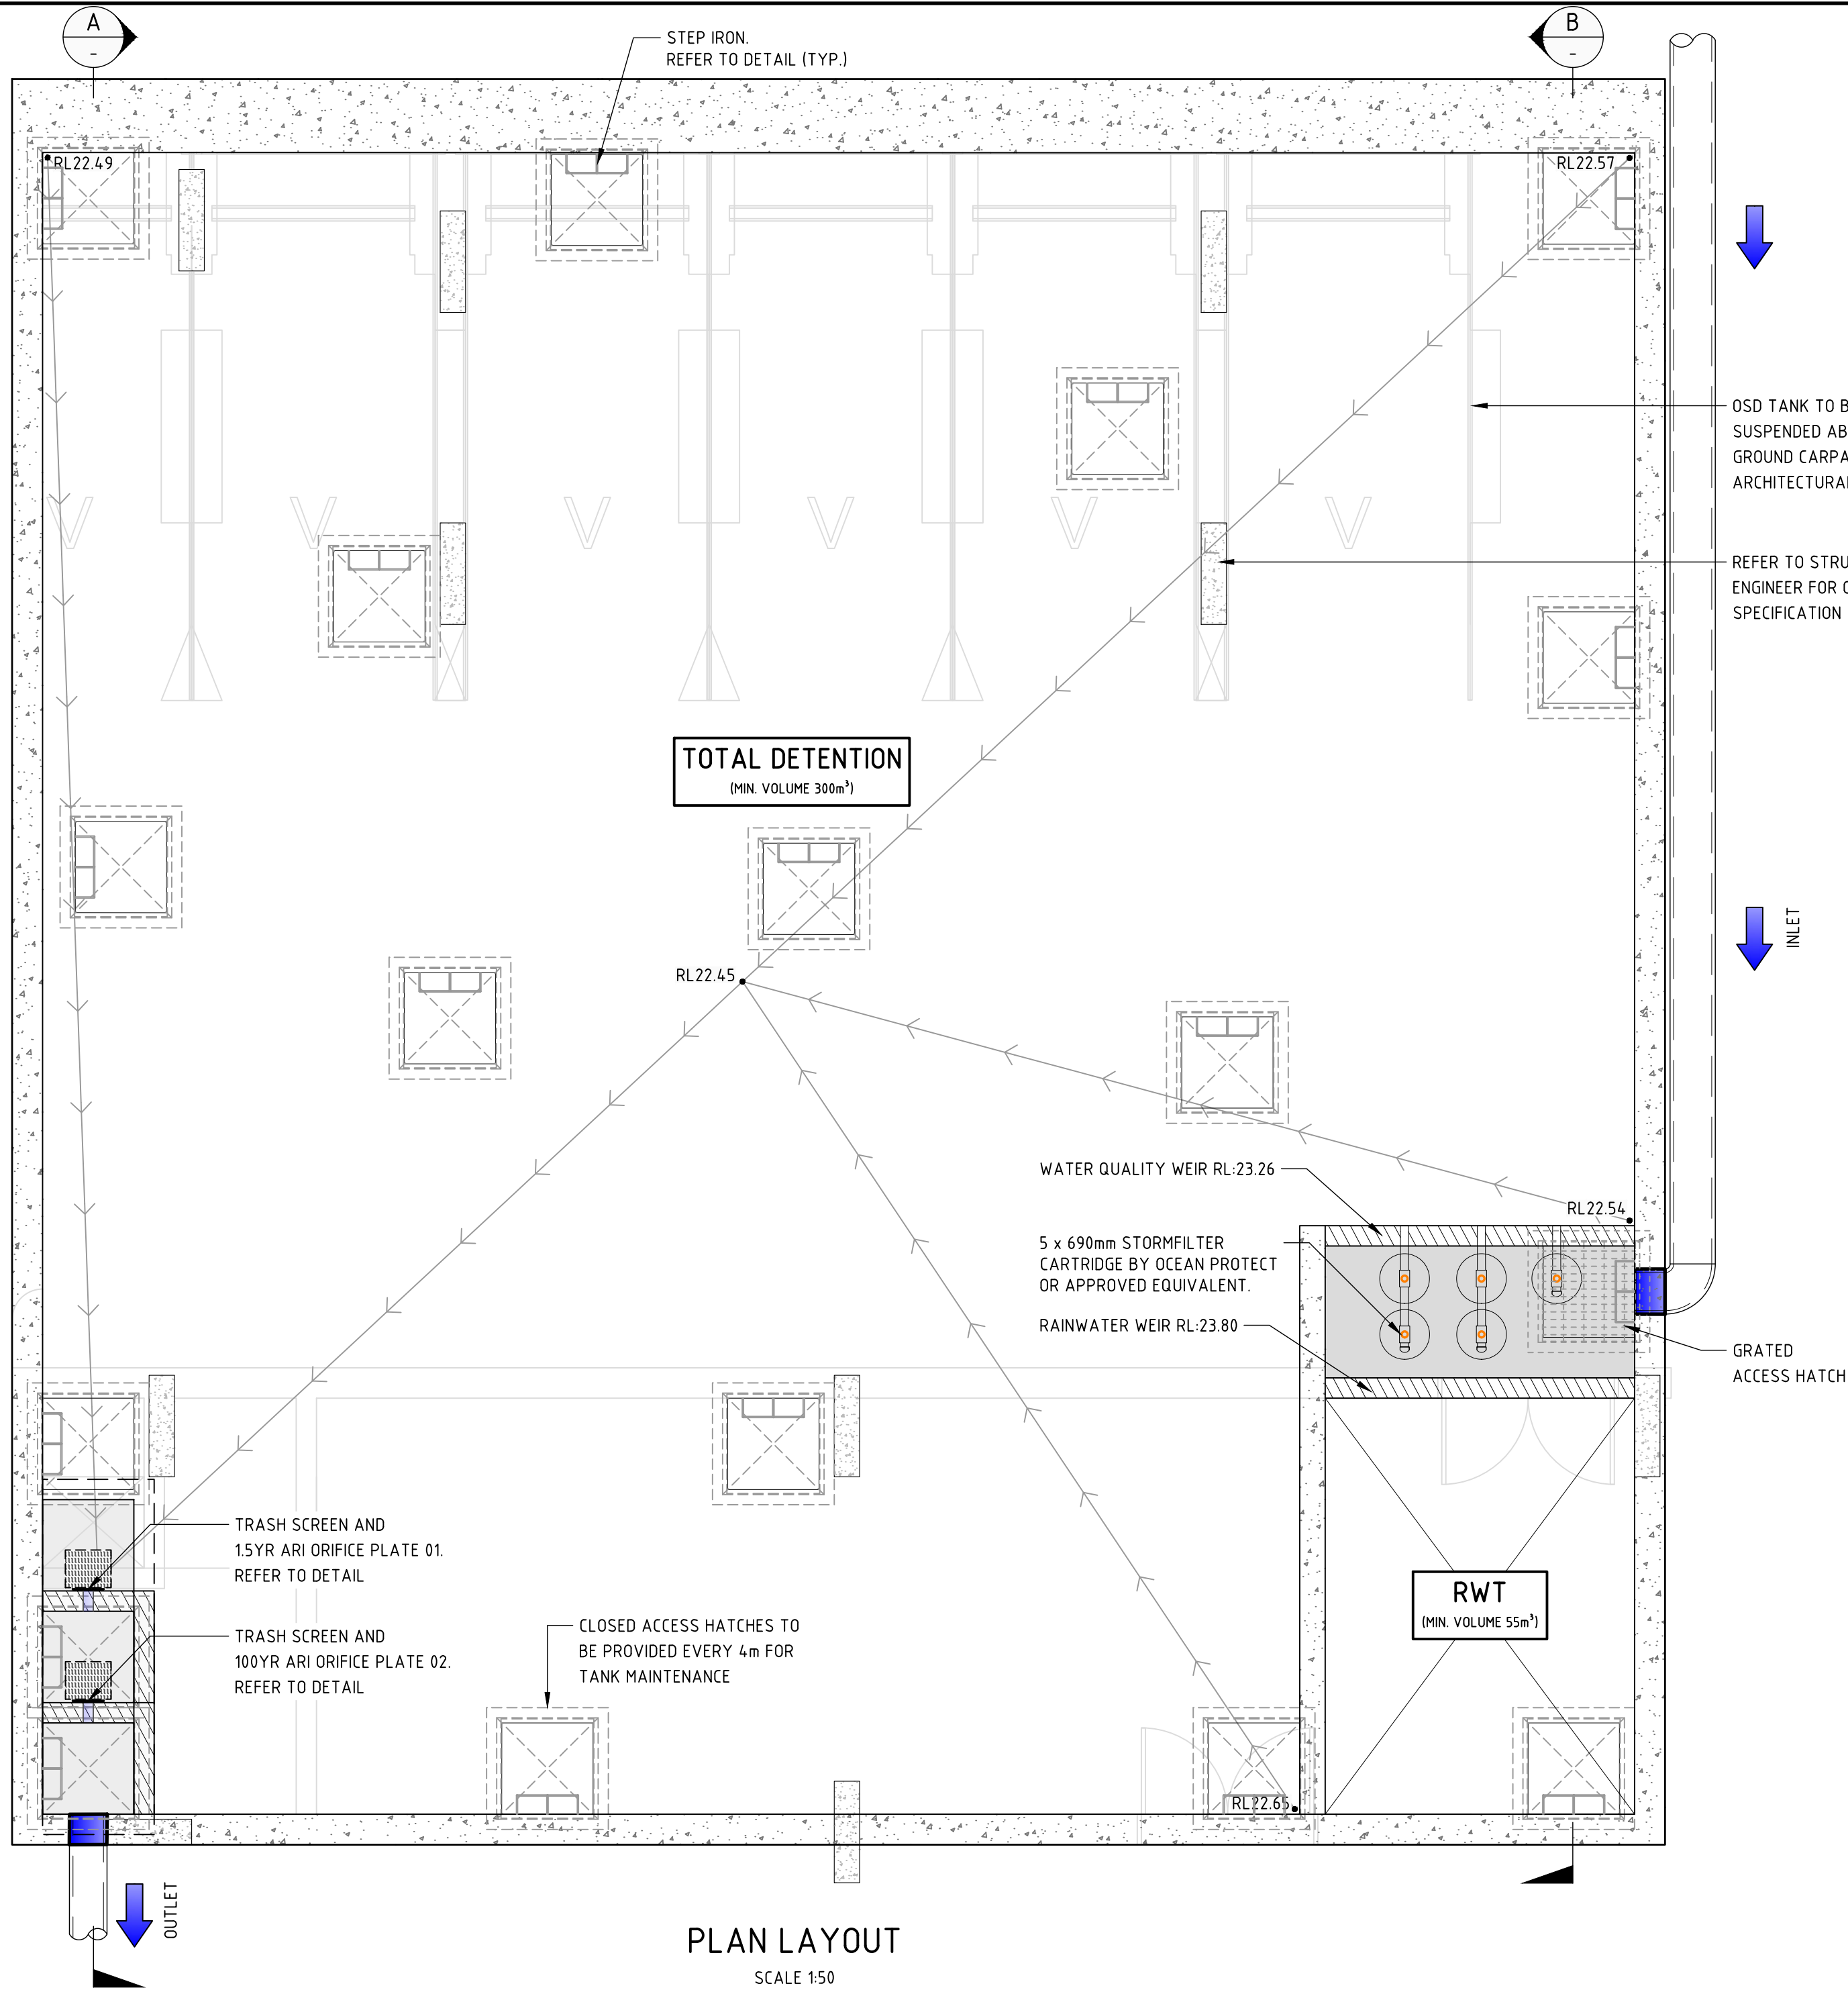 A
-
B
-
STEP IRON.
REFER TO DETAIL (TYP.)
RL22.49
RL22.57
OSD TANK TO B
SUSPENDED AB
GROUND CARPA
ARCHITECTURA
REFER TO STRU
ENGINEER FOR C
SPECIFICATION
TOTAL DETENTION
(MIN. VOLUME 300m³)
INLET
RL22.45
WATER QUALITY WEIR RL:23.26
RL22.54
5 x 690mm STORMFILTER
CARTRIDGE BY OCEAN PROTECT
OR APPROVED EQUIVALENT.
RAINWATER WEIR RL:23.80
GRATED
ACCESS HATCH
TRASH SCREEN AND
1.5YR ARI ORIFICE PLATE 01.
REFER TO DETAIL
TRASH SCREEN AND
100YR ARI ORIFICE PLATE 02.
REFER TO DETAIL
CLOSED ACCESS HATCHES TO
BE PROVIDED EVERY 4m FOR
TANK MAINTENANCE
RWT
(MIN. VOLUME 55m³)
RL22.65
OUTLET
PLAN LAYOUT
SCALE 1:50